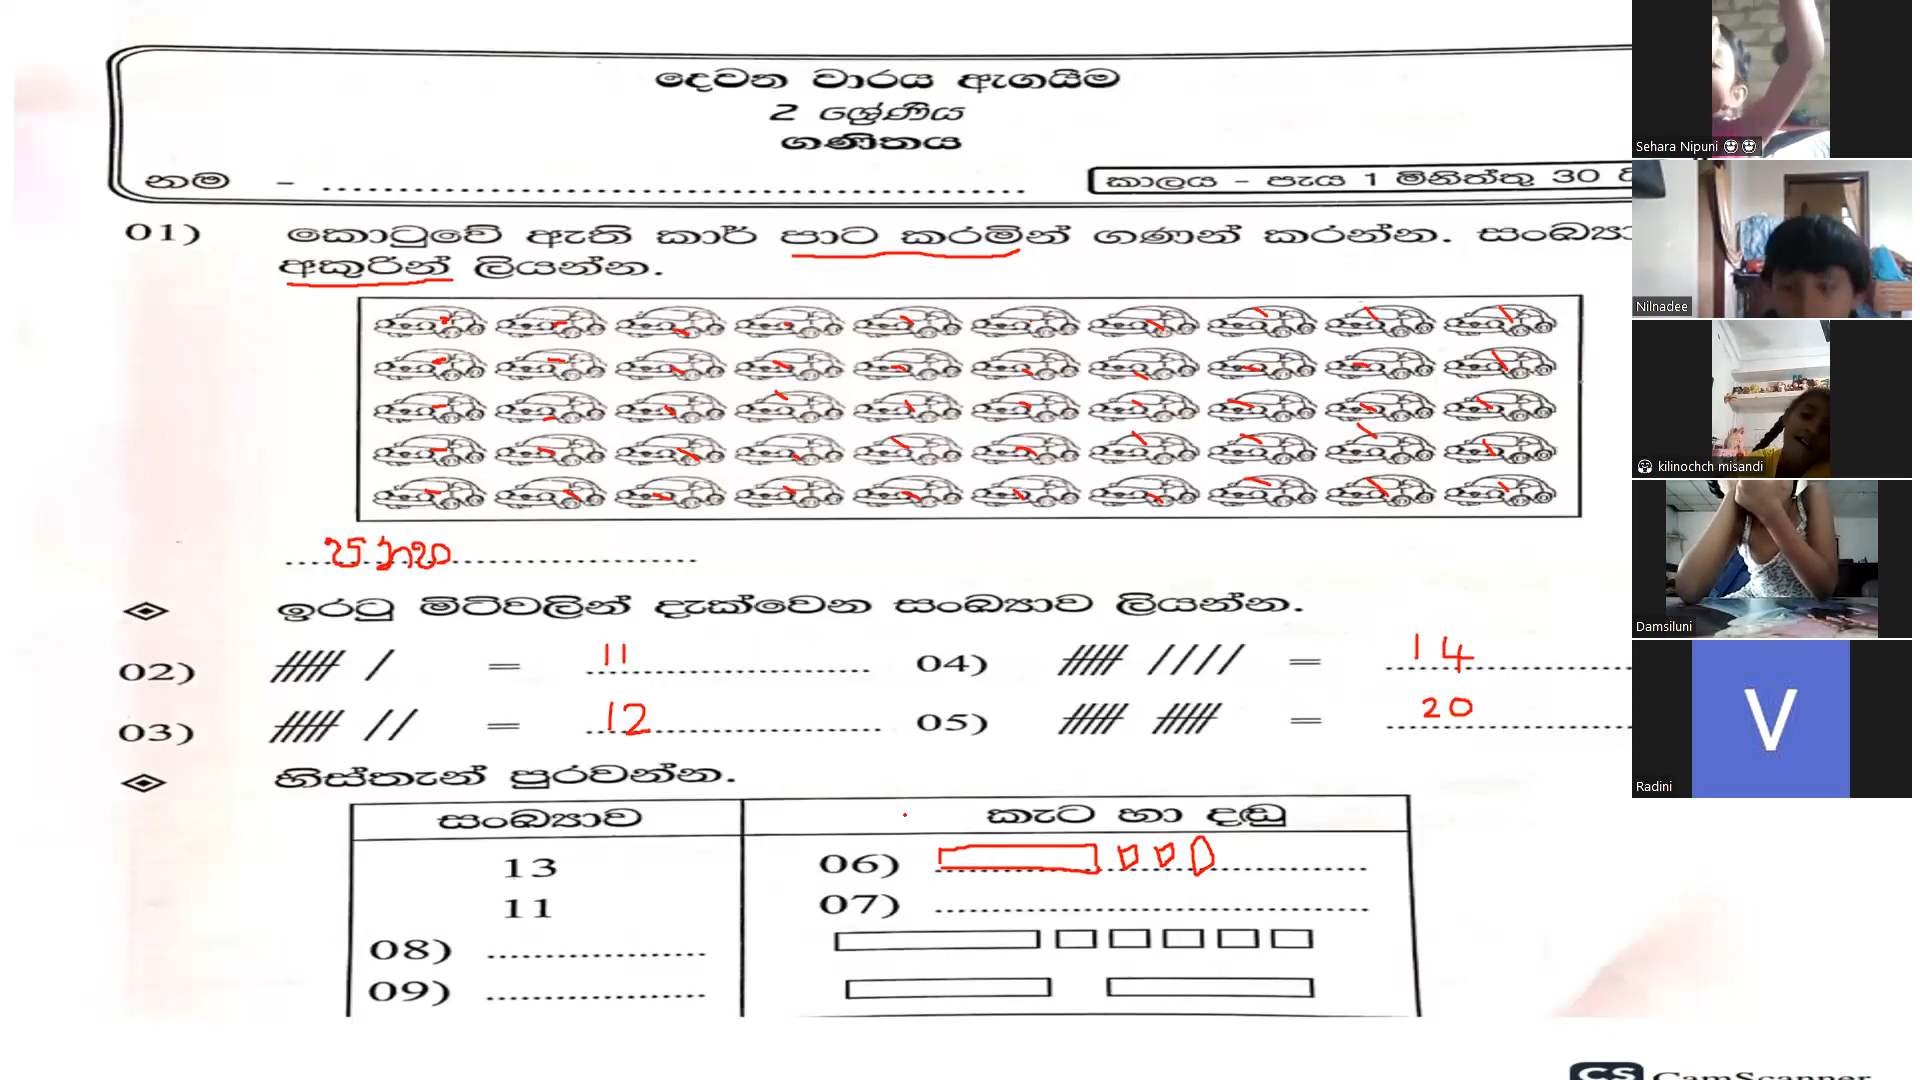 දෙවන වාරය ඇගයීම
2 ශ්‍රේණිය
ගණිතය
නම - ..................................................
කාලය - පැය 1 මිනිත්තු 30
01) කොටුවේ ඇති කාර් පාට කරමින් ගණන් කරන්න. සංඛ්‍යා
අකුරින් ලියන්න.
පනහ
ඉරටු මිටිවලින් දැක්වෙන සංඛ්‍යාව ලියන්න.
02) = 11 04) = 14
03) = 12 05) = 20
හිස්තැන් පුරවන්න.
සංඛ්‍යාව කැට හා දඬු
13 06)
11 07)
08) ..........................
09) ..........................
Sehara Nipuni
Nilnadee
kilinochch misandi
Damsiluni
V
Radini
CS CamScanner